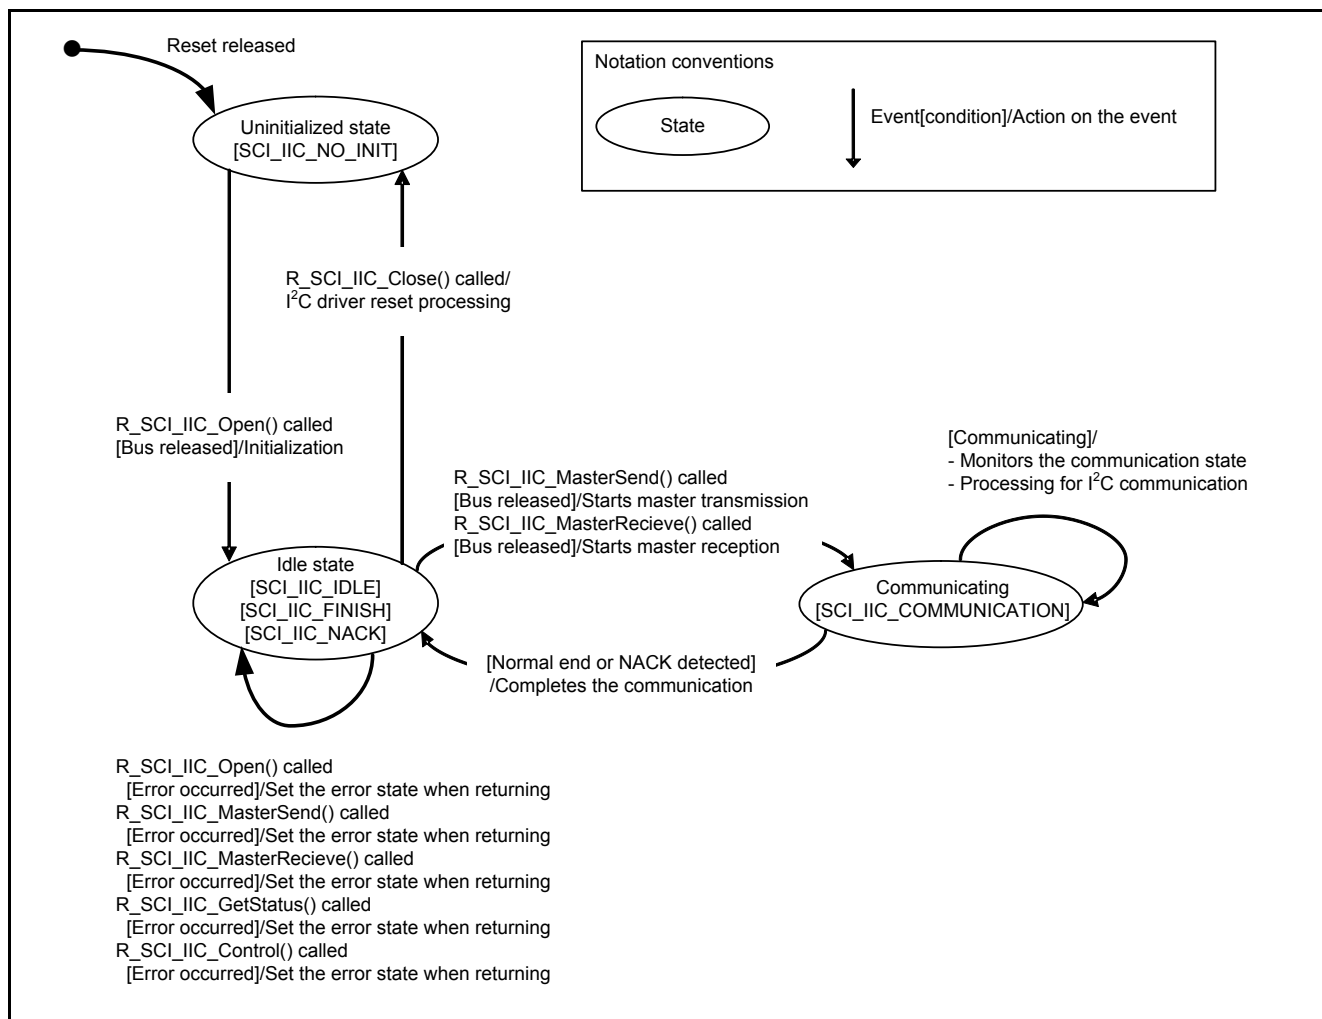 Reset released
Notation conventions
State
Event[condition]/Action on the event
Uninitialized state
[SCI_IIC_NO_INIT]
R_SCI_IIC_Close() called/
I²C driver reset processing
R_SCI_IIC_Open() called
[Bus released]/Initialization
R_SCI_IIC_MasterSend() called
[Bus released]/Starts master transmission
R_SCI_IIC_MasterRecieve() called
[Bus released]/Starts master reception
[Communicating]/
- Monitors the communication state
- Processing for I²C communication
Idle state
[SCI_IIC_IDLE]
[SCI_IIC_FINISH]
[SCI_IIC_NACK]
Communicating
[SCI_IIC_COMMUNICATION]
[Normal end or NACK detected]
/Completes the communication
R_SCI_IIC_Open() called
[Error occurred]/Set the error state when returning
R_SCI_IIC_MasterSend() called
[Error occurred]/Set the error state when returning
R_SCI_IIC_MasterRecieve() called
[Error occurred]/Set the error state when returning
R_SCI_IIC_GetStatus() called
[Error occurred]/Set the error state when returning
R_SCI_IIC_Control() called
[Error occurred]/Set the error state when returning